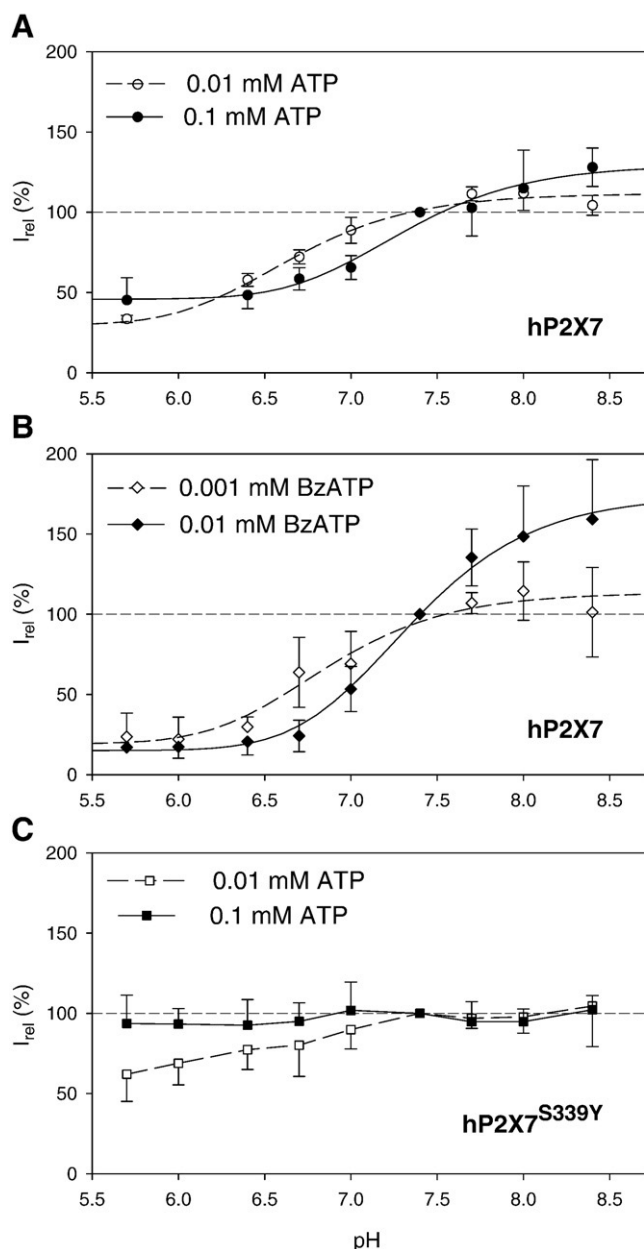 A
200
150
100
50
0
I_rel (%)
0.01 mM ATP
0.1 mM ATP
hP2X7
5.5 6.0 6.5 7.0 7.5 8.0 8.5
B
200
150
100
50
0
I_rel (%)
0.001 mM BzATP
0.01 mM BzATP
hP2X7
5.5 6.0 6.5 7.0 7.5 8.0 8.5
C
200
150
100
50
0
I_rel (%)
0.01 mM ATP
0.1 mM ATP
hP2X7^S339Y
5.5 6.0 6.5 7.0 7.5 8.0 8.5
pH